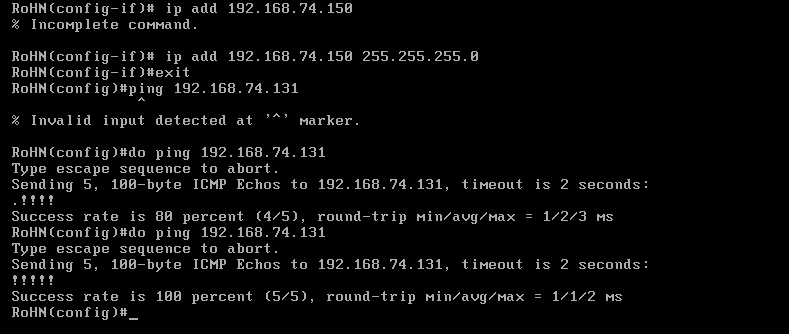 RoHN(config-if)# ip add 192.168.74.150
% Incomplete command.
RoHN(config-if)# ip add 192.168.74.150 255.255.255.0
RoHN(config-if)#exit
RoHN(config)#ping 192.168.74.131
^
% Invalid input detected at '^' marker.
RoHN(config)#do ping 192.168.74.131
Type escape sequence to abort.
Sending 5, 100-byte ICMP Echos to 192.168.74.131, timeout is 2 seconds:
.!!!!
Success rate is 80 percent (4/5), round-trip min/avg/max = 1/2/3 ms
RoHN(config)#do ping 192.168.74.131
Type escape sequence to abort.
Sending 5, 100-byte ICMP Echos to 192.168.74.131, timeout is 2 seconds:
!!!!!
Success rate is 100 percent (5/5), round-trip min/avg/max = 1/1/2 ms
RoHN(config)#_